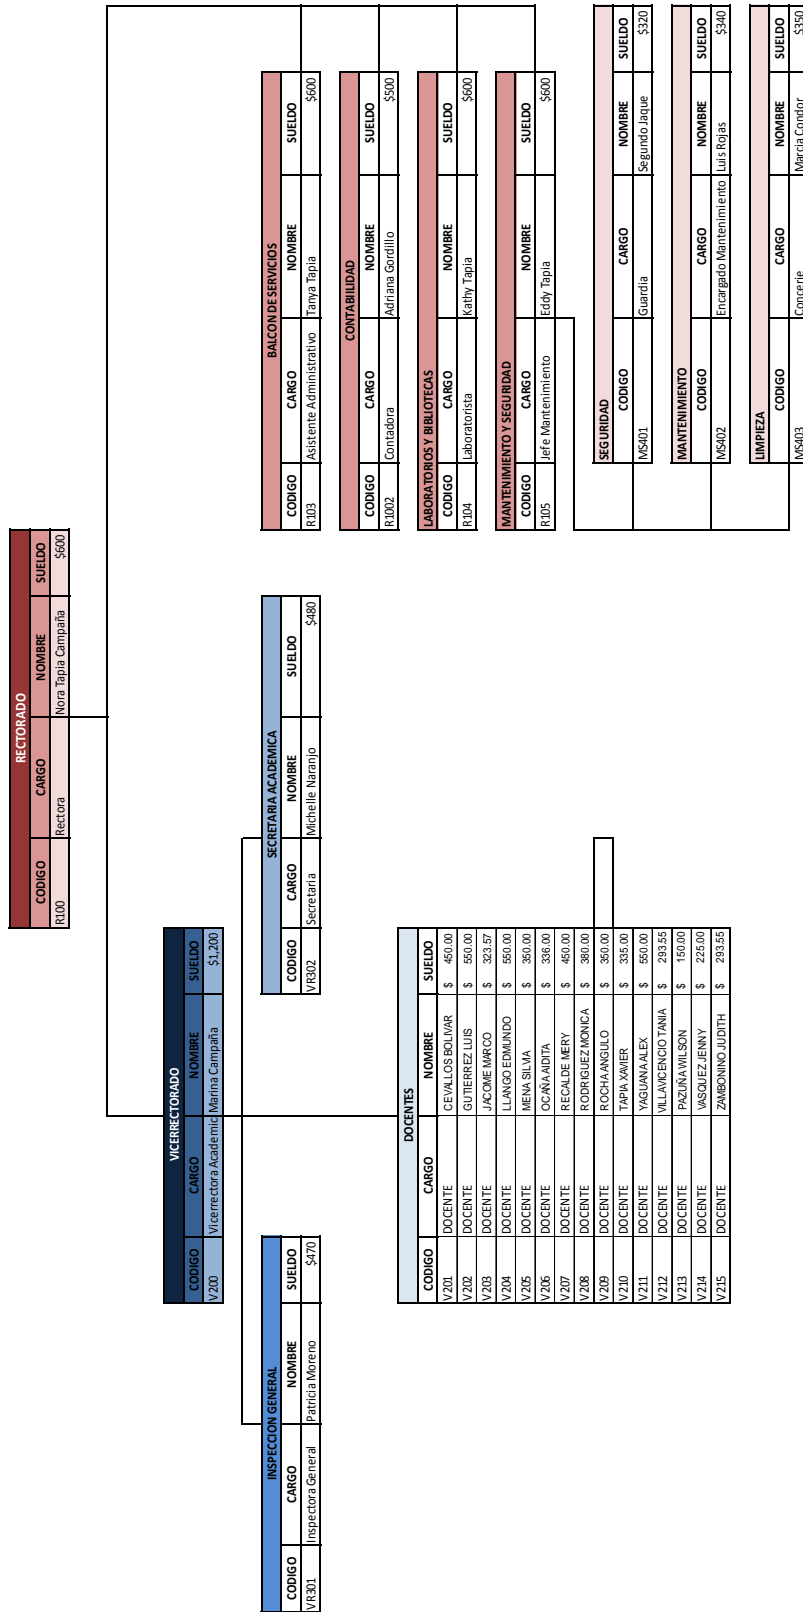 RECTORADO
CODIGO CARGO NOMBRE SUELDO
R100 Rectora Nora Tapia Campaña $600
VICERRECTORADO
CODIGO CARGO NOMBRE SUELDO
V200 Vicerrectora Academic Marina Campaña $1,200
INSPECCION GENERAL
CODIGO CARGO NOMBRE SUELDO
VR301 Inspectora General Patricia Moreno $470
SECRETARIA ACADEMICA
CODIGO CARGO NOMBRE SUELDO
VR302 Secretaria Michelle Naranjo $480
BALCON DE SERVICIOS
CODIGO CARGO NOMBRE SUELDO
R103 Asistente Administrativo Tanya Tapia $600
CONTABIILIDAD
CODIGO CARGO NOMBRE SUELDO
R1002 Contadora Adriana Gordillo $500
LABORATORIOS Y BIBLIOTECAS
CODIGO CARGO NOMBRE SUELDO
R104 Laboratorista Kathy Tapia $600
MANTENIMIENTO Y SEGURIDAD
CODIGO CARGO NOMBRE SUELDO
R105 Jefe Mantenimiento Eddy Tapia $600
DOCENTES
CODIGO CARGO NOMBRE SUELDO
V201 DOCENTE CEVALLOS BOLIVAR $ 450.00
V202 DOCENTE GUTIERREZ LUIS $ 550.00
V203 DOCENTE JACOME MARCO $ 323.57
V204 DOCENTE LLANGO EDMUNDO $ 550.00
V205 DOCENTE MENA SILVIA $ 350.00
V206 DOCENTE OCAÑA AIDITA $ 336.00
V207 DOCENTE RECALDE MERY $ 450.00
V208 DOCENTE RODRIGUEZ MONICA $ 380.00
V209 DOCENTE ROCHA ANGULO $ 350.00
V210 DOCENTE TAPIA XAVIER $ 335.00
V211 DOCENTE YAGUANA ALEX $ 550.00
V212 DOCENTE VILLAVICENCIO TANIA $ 293.55
V213 DOCENTE PAZUÑA WILSON $ 150.00
V214 DOCENTE VASQUEZ JENNY $ 225.00
V215 DOCENTE ZAMBONINO JUDITH $ 293.55
SEGURIDAD
CODIGO CARGO NOMBRE SUELDO
MS401 Guardia Segundo Jaque $320
MANTENIMIENTO
CODIGO CARGO NOMBRE SUELDO
MS402 Encargado Mantenimiento Luis Rojas $340
LIMPIEZA
CODIGO CARGO NOMBRE SUELDO
MS403 Concerje Marcia Condor $350